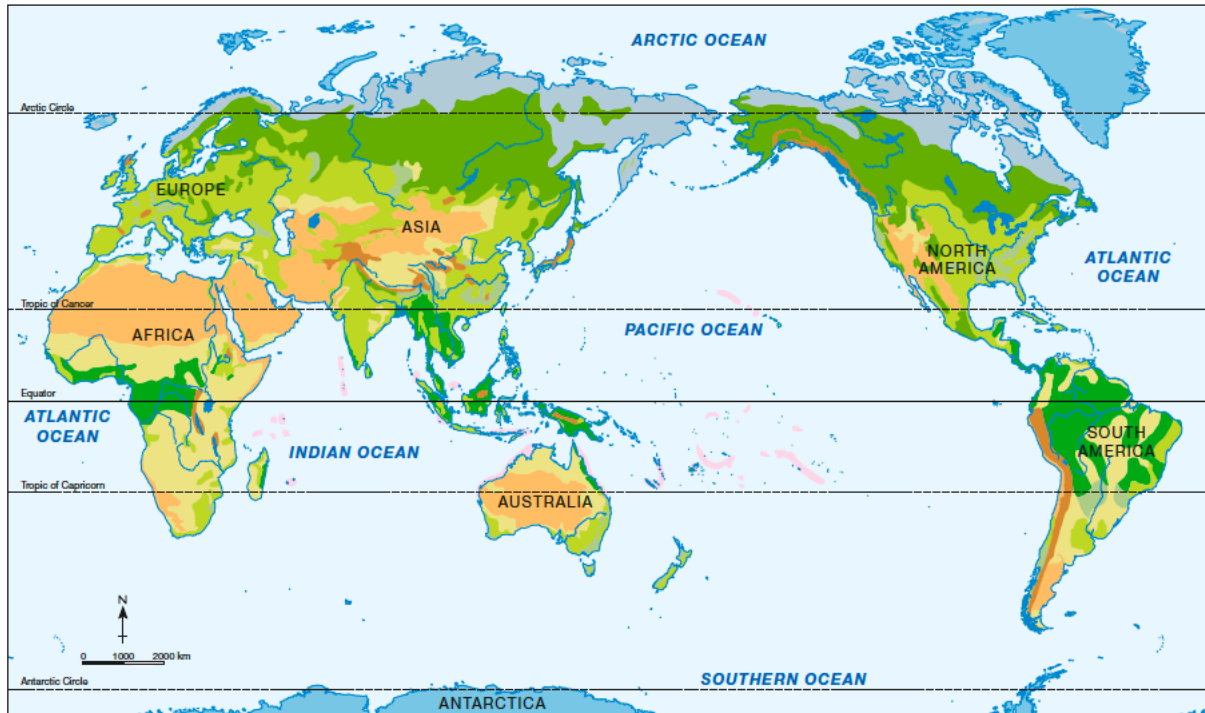 ARCTIC OCEAN
Arctic Circle
EUROPE
ASIA
NORTH
AMERICA
ATLANTIC
OCEAN
Tropic of Cancer
AFRICA
PACIFIC OCEAN
Equator
ATLANTIC
OCEAN
INDIAN OCEAN
SOUTH
AMERICA
Tropic of Capricorn
AUSTRALIA
N
0 1000 2000 km
Antarctic Circle
SOUTHERN OCEAN
ANTARCTICA